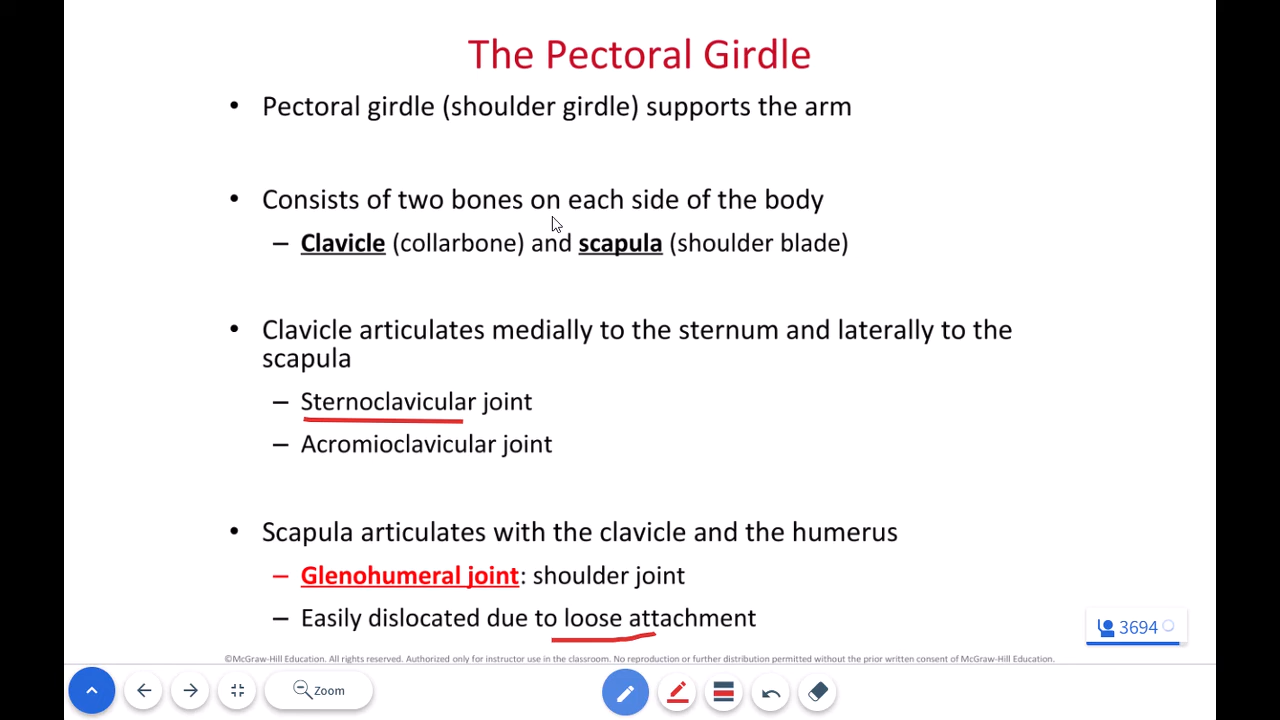 The Pectoral Girdle
• Pectoral girdle (shoulder girdle) supports the arm
• Consists of two bones on each side of the body
– Clavicle (collarbone) and scapula (shoulder blade)
• Clavicle articulates medially to the sternum and laterally to the
scapula
– Sternoclavicular joint
– Acromioclavicular joint
• Scapula articulates with the clavicle and the humerus
– Glenohumeral joint: shoulder joint
– Easily dislocated due to loose attachment
3694
©McGraw-Hill Education. All rights reserved. Authorized only for instructor use in the classroom. No reproduction or further distribution permitted without the prior written consent of McGraw-Hill Education.
Zoom